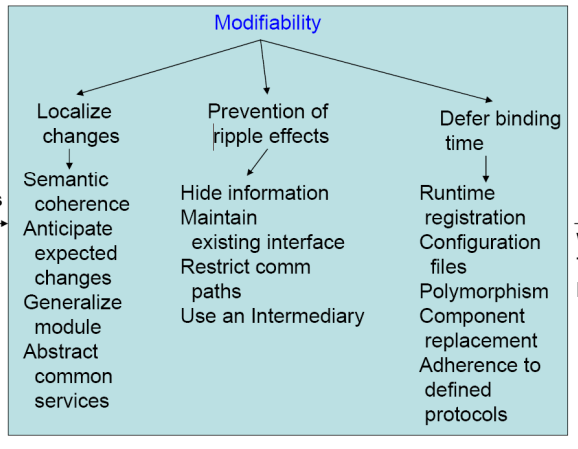 Modifiability
Localize
changes
Semantic
coherence
Anticipate
expected
changes
Generalize
module
Abstract
common
services
Prevention of
ripple effects
Hide information
Maintain
existing interface
Restrict comm
paths
Use an Intermediary
Defer binding
time
Runtime
registration
Configuration
files
Polymorphism
Component
replacement
Adherence to
defined
protocols